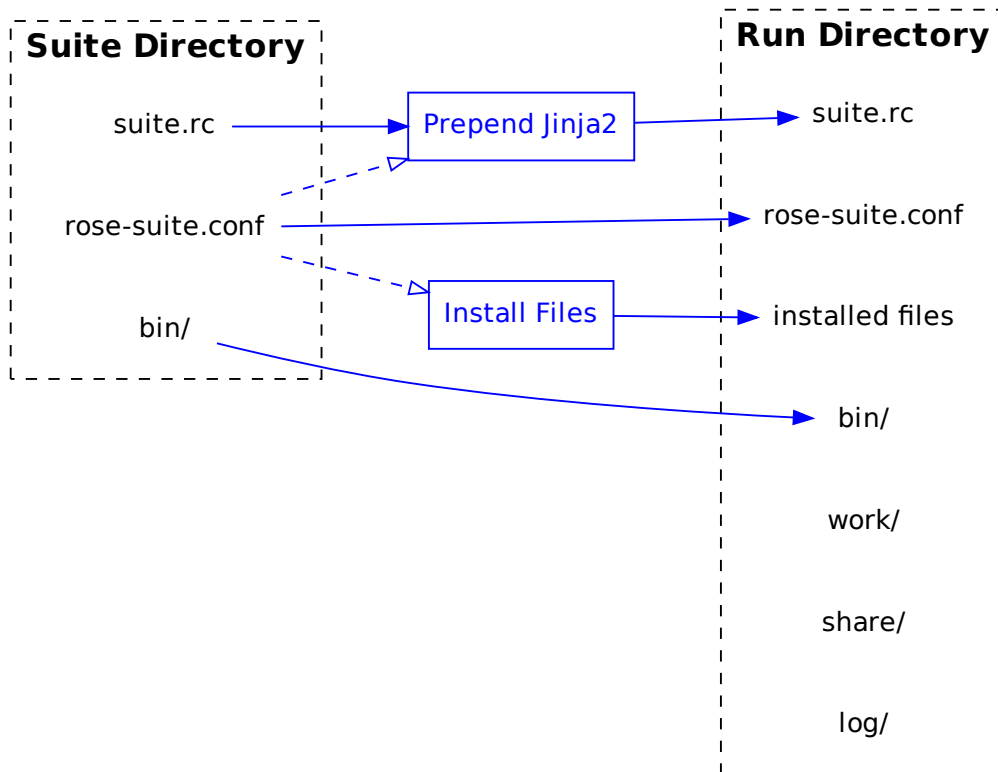 Suite Directory
suite.rc
rose-suite.conf
bin/
Prepend Jinja2
Install Files
Run Directory
suite.rc
rose-suite.conf
installed files
bin/
work/
share/
log/